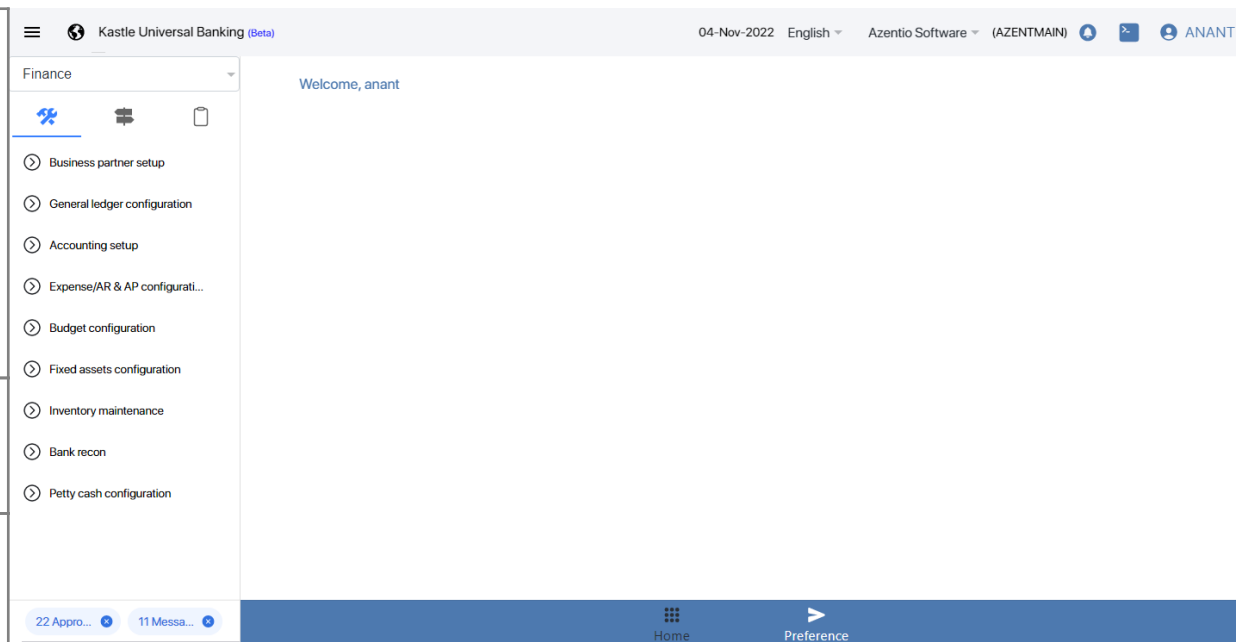 Kastle Universal Banking (Beta) 04-Nov-2022 English Azentio Software (AZENTMAIN) ANANT
Finance
Welcome, anant
Business partner setup
General ledger configuration
Accounting setup
Expense/AR & AP configurati...
Budget configuration
Fixed assets configuration
Inventory maintenance
Bank recon
Petty cash configuration
22 Appro... 11 Messa...
Home Preference